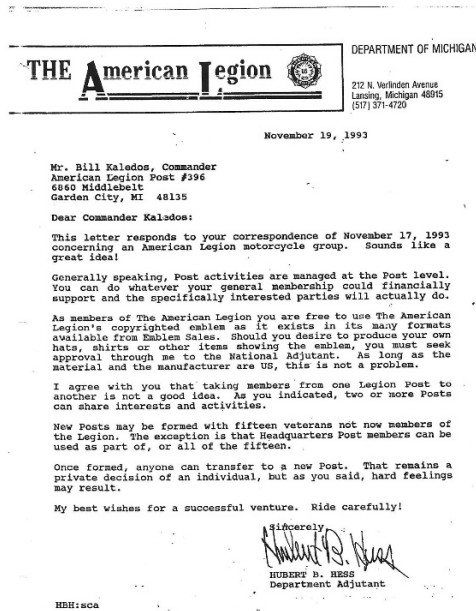 THE American Legion
DEPARTMENT OF MICHIGAN
212 N. Verlinden Avenue
Lansing, Michigan 48915
(517) 371-4720
November 19, 1993
Mr. Bill Kaledos, Commander
American Legion Post #396
6860 Middlebelt
Garden City, MI 48135
Dear Commander Kaledos:
This letter responds to your correspondence of November 17, 1993
concerning an American Legion motorcycle group. Sounds like a
great idea!
Generally speaking, Post activities are managed at the Post level.
You can do whatever your general membership could financially
support and the specifically interested parties will actually do.
As members of The American Legion you are free to use The American
Legion's copyrighted emblem as it exists in its many formats
available from Emblem Sales. Should you desire to produce your own
hats, shirts or other items showing the emblem, you must seek
approval through me to the National Adjutant. As long as the
material and the manufacturer are US, this is not a problem.
I agree with you that taking members from one Legion Post to
another is not a good idea. As you indicated, two or more Posts
can share interests and activities.
New Posts may be formed with fifteen veterans not now members of
the Legion. The exception is that Headquarters Post members can be
used as part of, or all of the fifteen.
Once formed, anyone can transfer to a new Post. That remains a
private decision of an individual, but as you said, hard feelings
may result.
My best wishes for a successful venture. Ride carefully!
Sincerely,
Hubert B. Hess
HUBERT B. HESS
Department Adjutant
HBH:sca